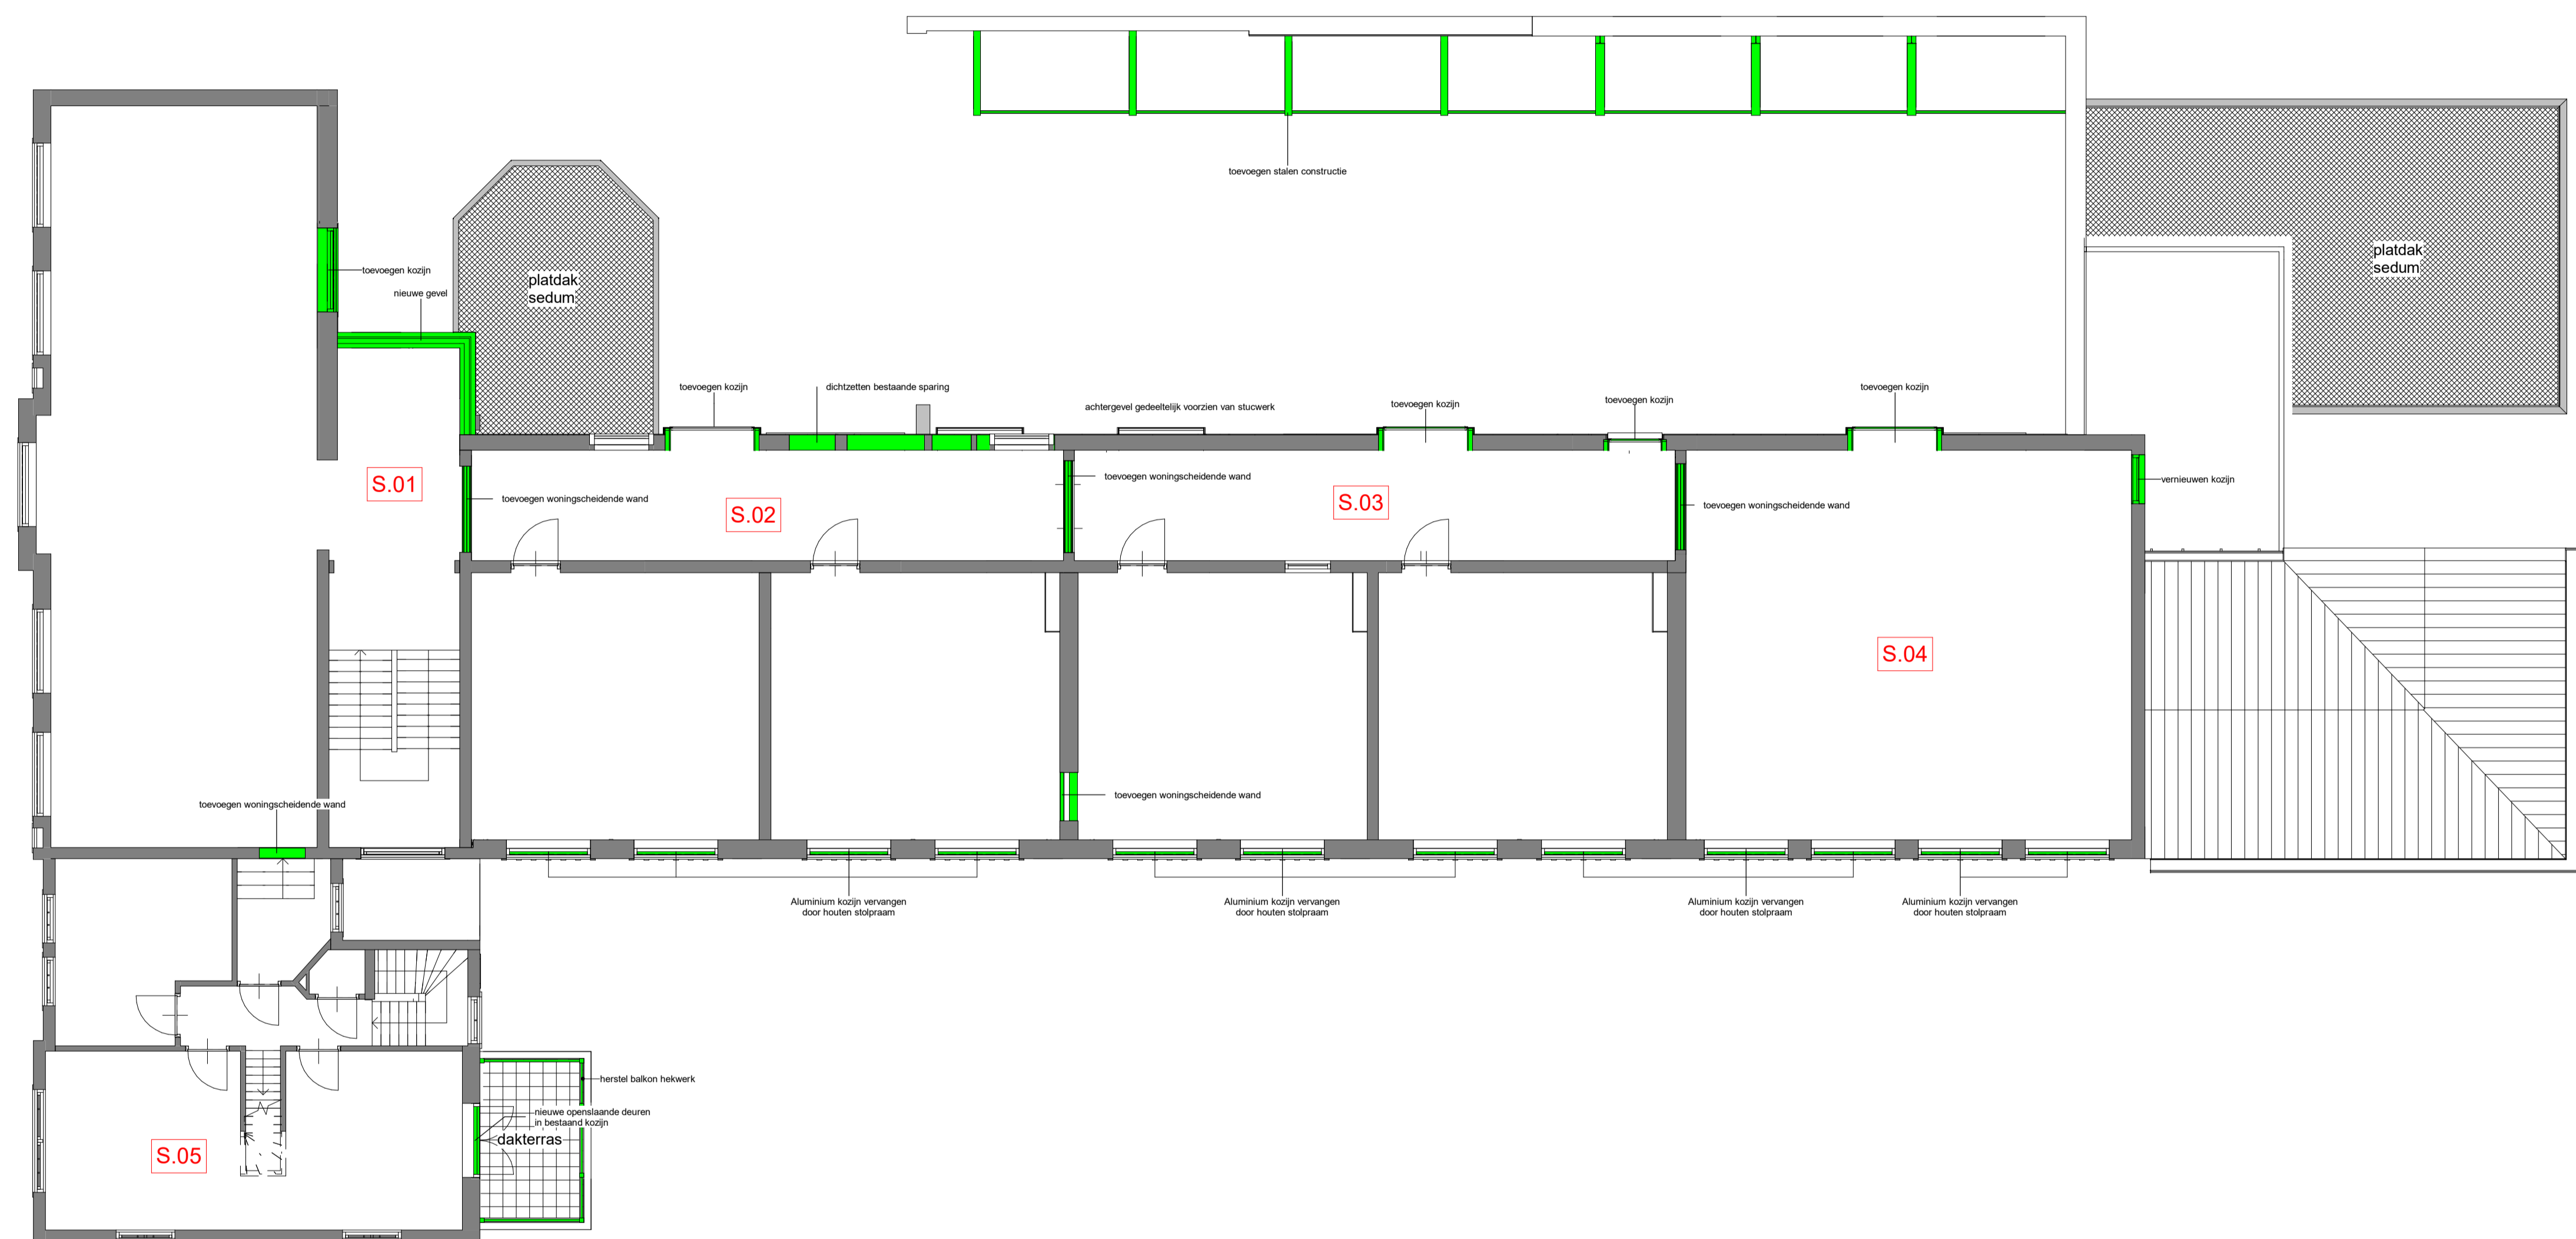 toevoegen stalen constructie
platdak
sedum
platdak
sedum
toevoegen kozijn
nieuwe gevel
toevoegen kozijn
dichtzetten bestaande sparing
achtergevel gedeeltelijk voorzien van stucwerk
toevoegen kozijn
toevoegen kozijn
toevoegen kozijn
S.01
toevoegen woningscheidende wand
S.02
toevoegen woningscheidende wand
S.03
toevoegen woningscheidende wand
vernieuwen kozijn
S.04
toevoegen woningscheidende wand
toevoegen woningscheidende wand
Aluminium kozijn vervangen
door houten stolpraam
Aluminium kozijn vervangen
door houten stolpraam
Aluminium kozijn vervangen
door houten stolpraam
Aluminium kozijn vervangen
door houten stolpraam
herstel balkon hekwerk
nieuwe openslaande deuren
in bestaand kozijn
dakterras
S.05